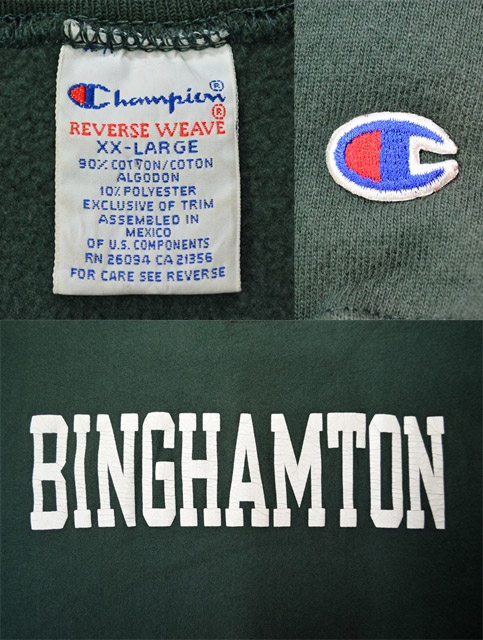 Champion®
REVERSE WEAVE®
XX-LARGE
90% COTTON/COTON
ALGODON
10% POLYESTER
EXCLUSIVE OF TRIM
ASSEMBLED IN
MEXICO
OF U.S. COMPONENTS
RN 26094 CA 21356
FOR CARE SEE REVERSE
BINGHAMTON